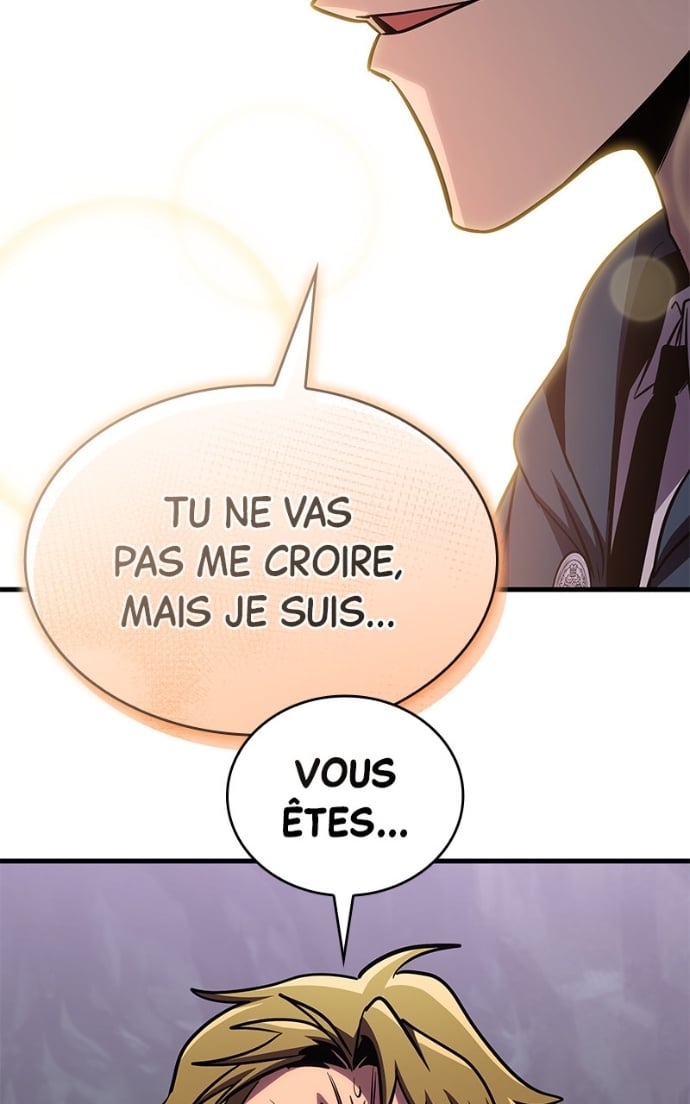 TU NE VAS
PAS ME CROIRE,
MAIS JE SUIS...
VOUS
ÊTES...